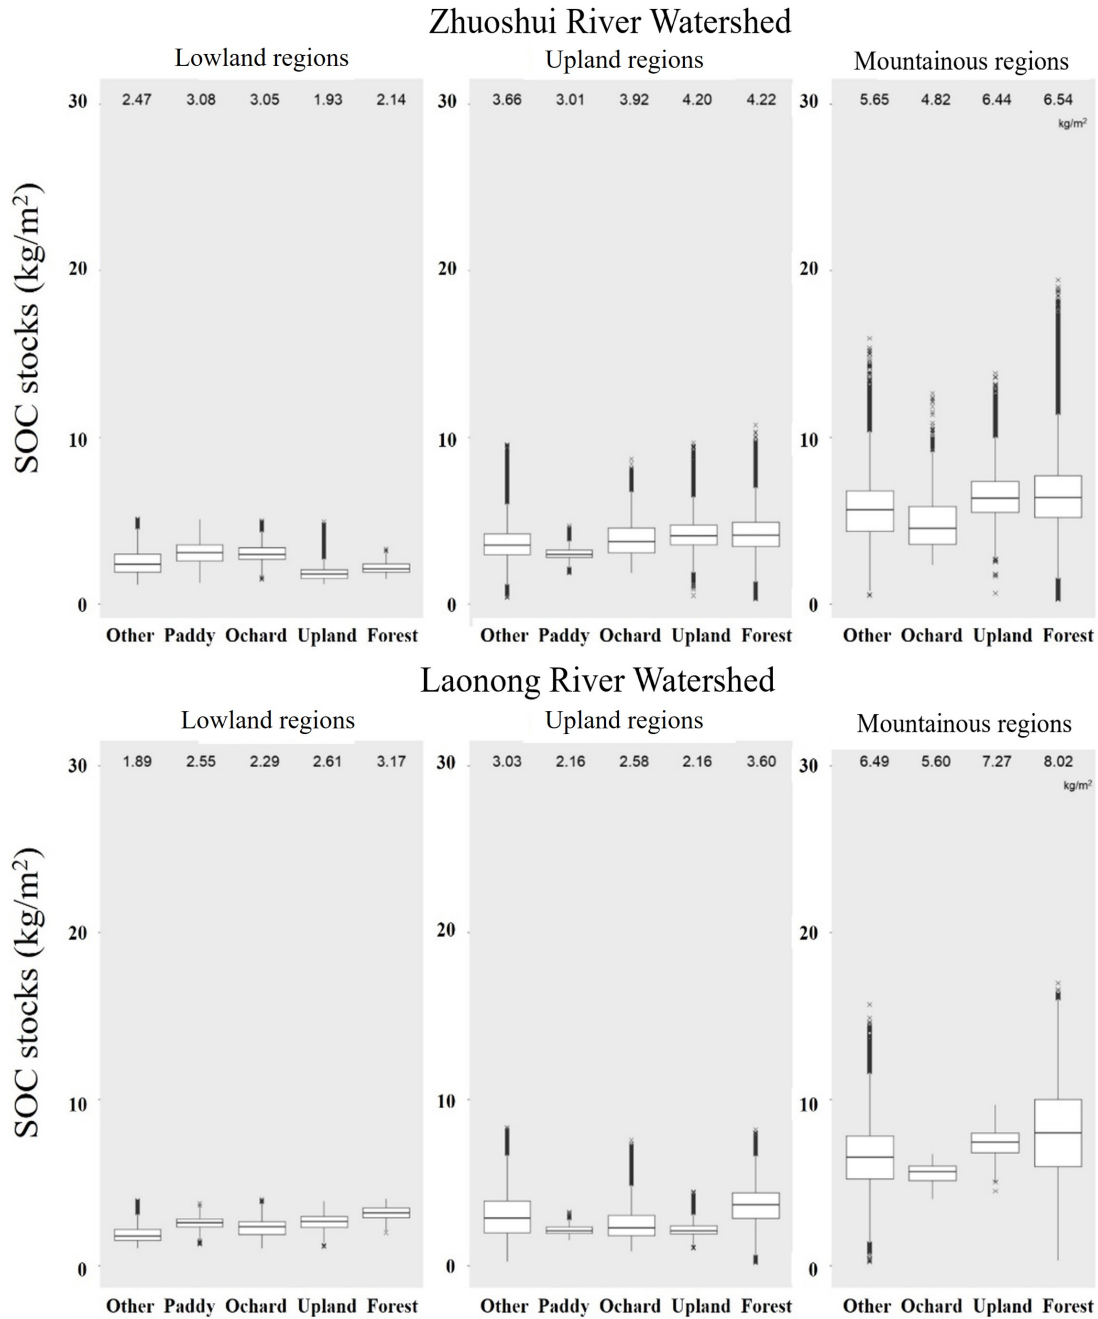 Zhuoshui River Watershed
Lowland regions
Upland regions
Mountainous regions
SOC stocks (kg/m²)
30
20
10
0
2.47 3.08 3.05 1.93 2.14
Other Paddy Ochard Upland Forest
30
20
10
0
3.66 3.01 3.92 4.20 4.22
Other Paddy Ochard Upland Forest
30
20
10
0
5.65 4.82 6.44 6.54
kg/m²
Other Ochard Upland Forest
Laonong River Watershed
Lowland regions
Upland regions
Mountainous regions
SOC stocks (kg/m²)
30
20
10
0
1.89 2.55 2.29 2.61 3.17
Other Paddy Ochard Upland Forest
30
20
10
0
3.03 2.16 2.58 2.16 3.60
Other Paddy Ochard Upland Forest
30
20
10
0
6.49 5.60 7.27 8.02
kg/m²
Other Ochard Upland Forest